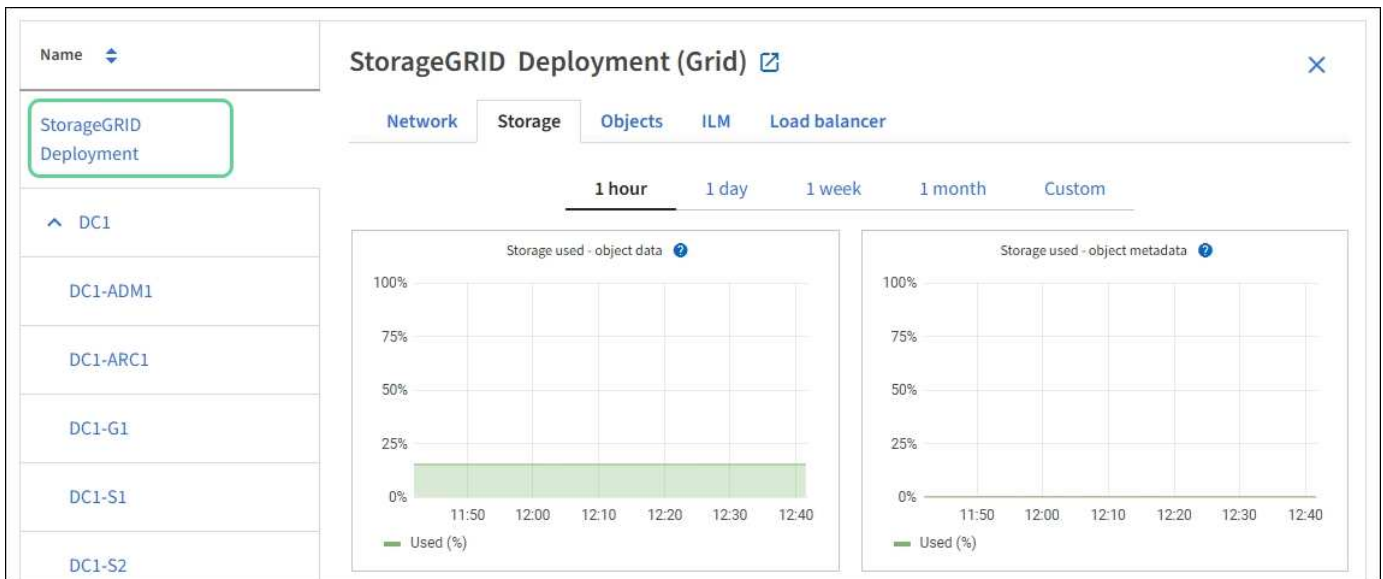 Name
StorageGRID
Deployment
DC1
DC1-ADM1
DC1-ARC1
DC1-G1
DC1-S1
DC1-S2
StorageGRID Deployment (Grid)
Network Storage Objects ILM Load balancer
1 hour 1 day 1 week 1 month Custom
Storage used - object data
100%
75%
50%
25%
0%
11:50 12:00 12:10 12:20 12:30 12:40
Used (%)
Storage used - object metadata
100%
75%
50%
25%
0%
11:50 12:00 12:10 12:20 12:30 12:40
Used (%)